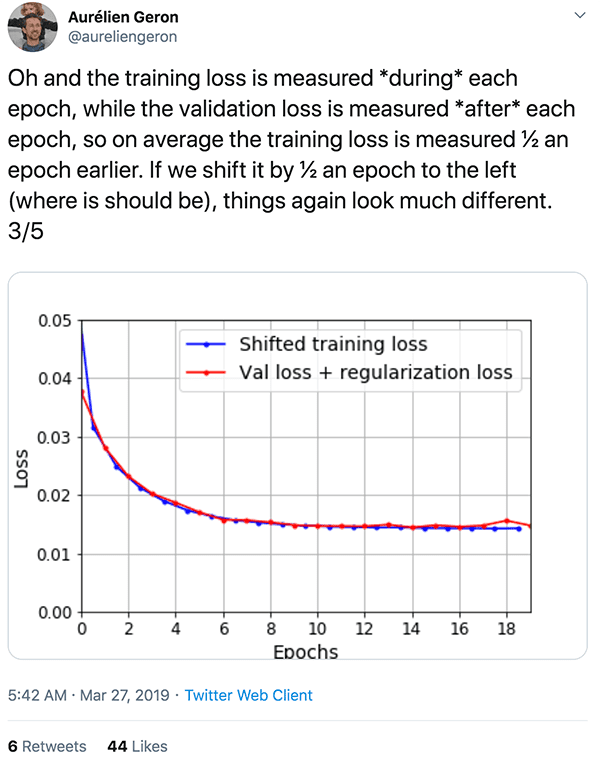 Aurélien Geron
@aureliengeron
Oh and the training loss is measured *during* each
epoch, while the validation loss is measured *after* each
epoch, so on average the training loss is measured ½ an
epoch earlier. If we shift it by ½ an epoch to the left
(where is should be), things again look much different.
3/5
0.05
0.04
0.03
0.02
0.01
0.00
Loss
Shifted training loss
Val loss + regularization loss
0 2 4 6 8 10 12 14 16 18
Epochs
5:42 AM · Mar 27, 2019 · Twitter Web Client
6 Retweets 44 Likes